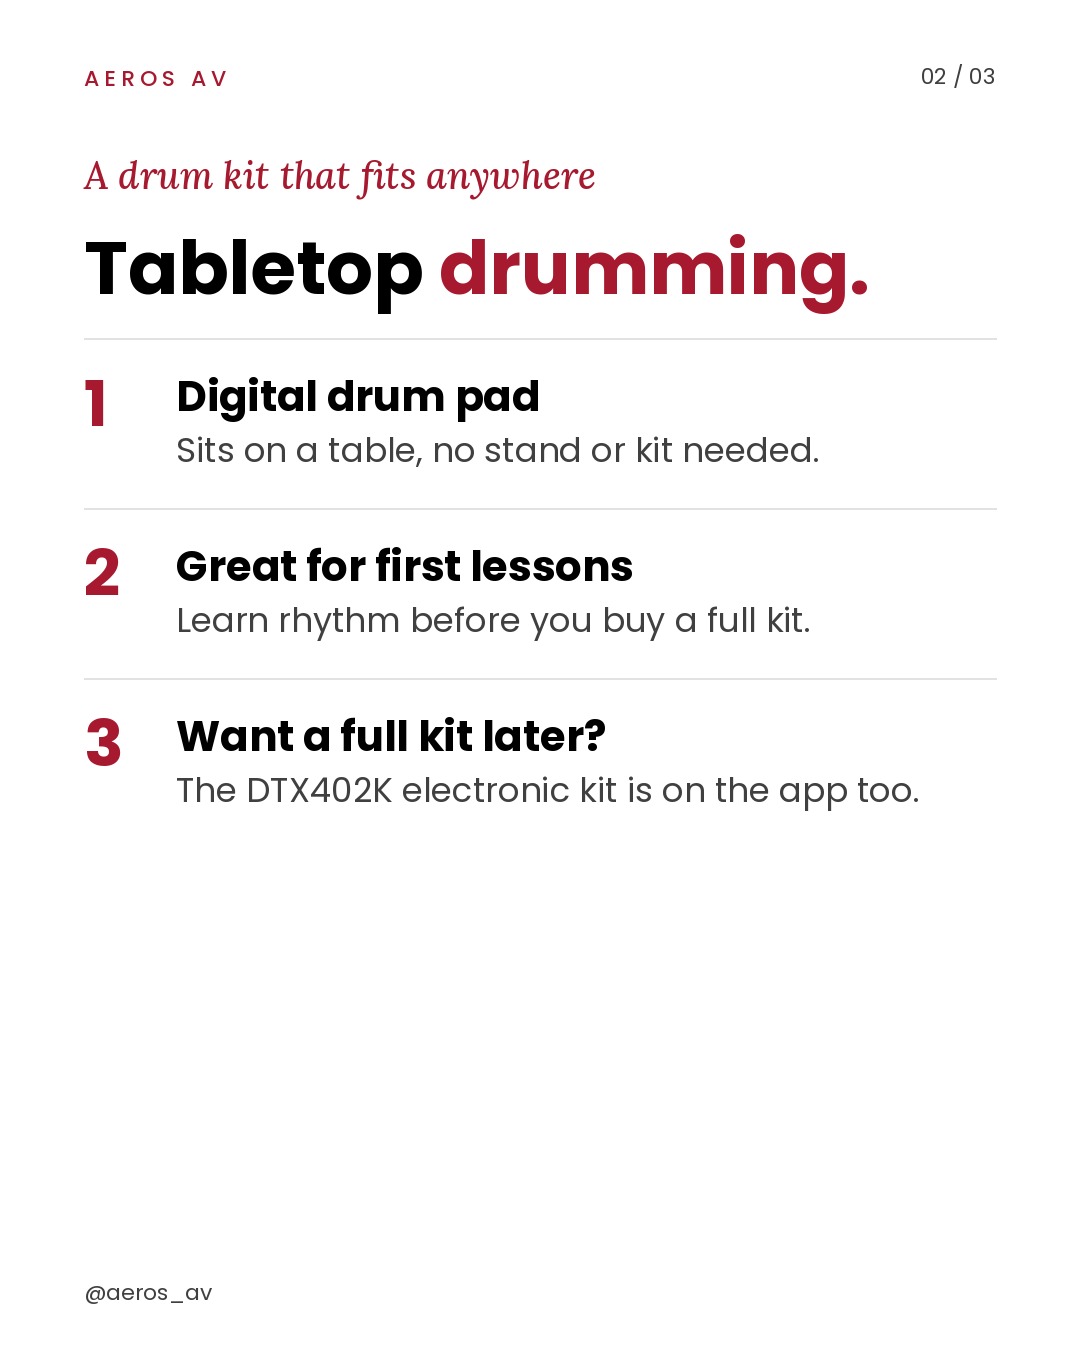 AEROS AV
02 / 03
A drum kit that fits anywhere
Tabletop drumming.
1
Digital drum pad
Sits on a table, no stand or kit needed.
2
Great for first lessons
Learn rhythm before you buy a full kit.
3
Want a full kit later?
The DTX402K electronic kit is on the app too.
@aeros_av